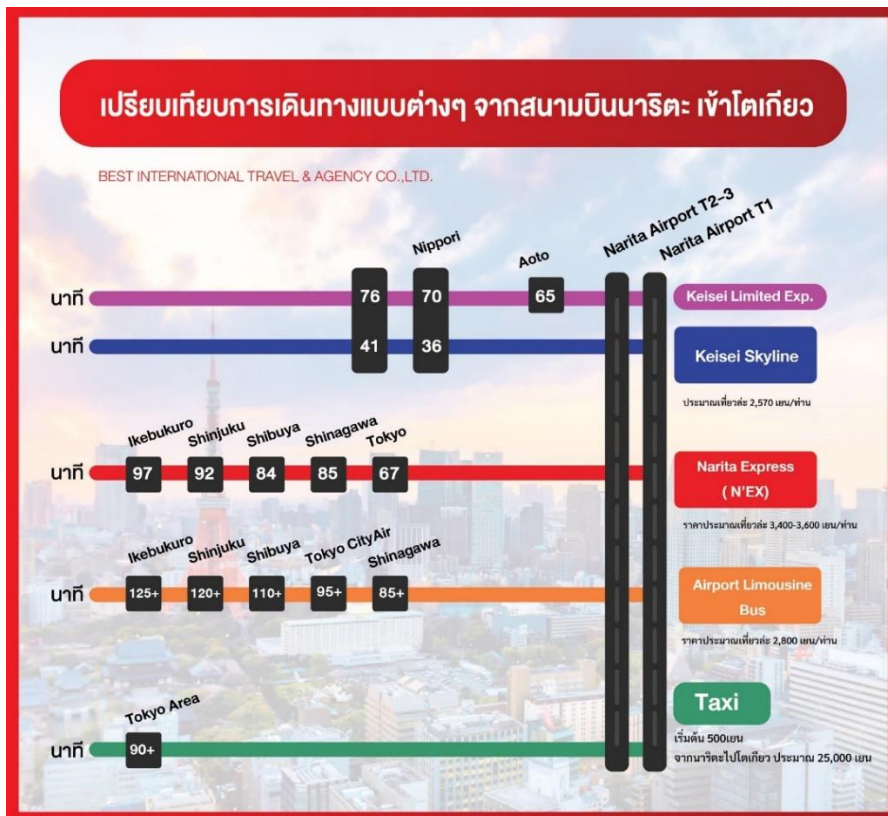 เปรียบเทียบการเดินทางแบบต่างๆ จากสนามบินนาริตะ เข้าโตเกียว
BEST INTERNATIONAL TRAVEL & AGENCY CO.,LTD.
Nippori
Aoto
Narita Airport T2-3
Narita Airport T1
นาที 76 70 65 Keisei Limited Exp.
นาที 41 36 Keisei Skyline
ประมาณเที่ยวล่ะ 2,570 เยน/ท่าน
Ikebukuro Shinjuku Shibuya Shinagawa Tokyo
นาที 97 92 84 85 67 Narita Express
( N'EX)
ราคาประมาณเที่ยวล่ะ 3,400-3,600 เยน/ท่าน
Ikebukuro Shinjuku Shibuya Tokyo CityAir Shinagawa
นาที 125+ 120+ 110+ 95+ 85+ Airport Limousine
Bus
ราคาประมาณเที่ยวล่ะ 2,800 เยน/ท่าน
Tokyo Area
นาที 90+ Taxi
เริ่มต้น 500เยน
จากนาริตะไปโตเกียว ประมาณ 25,000 เยน